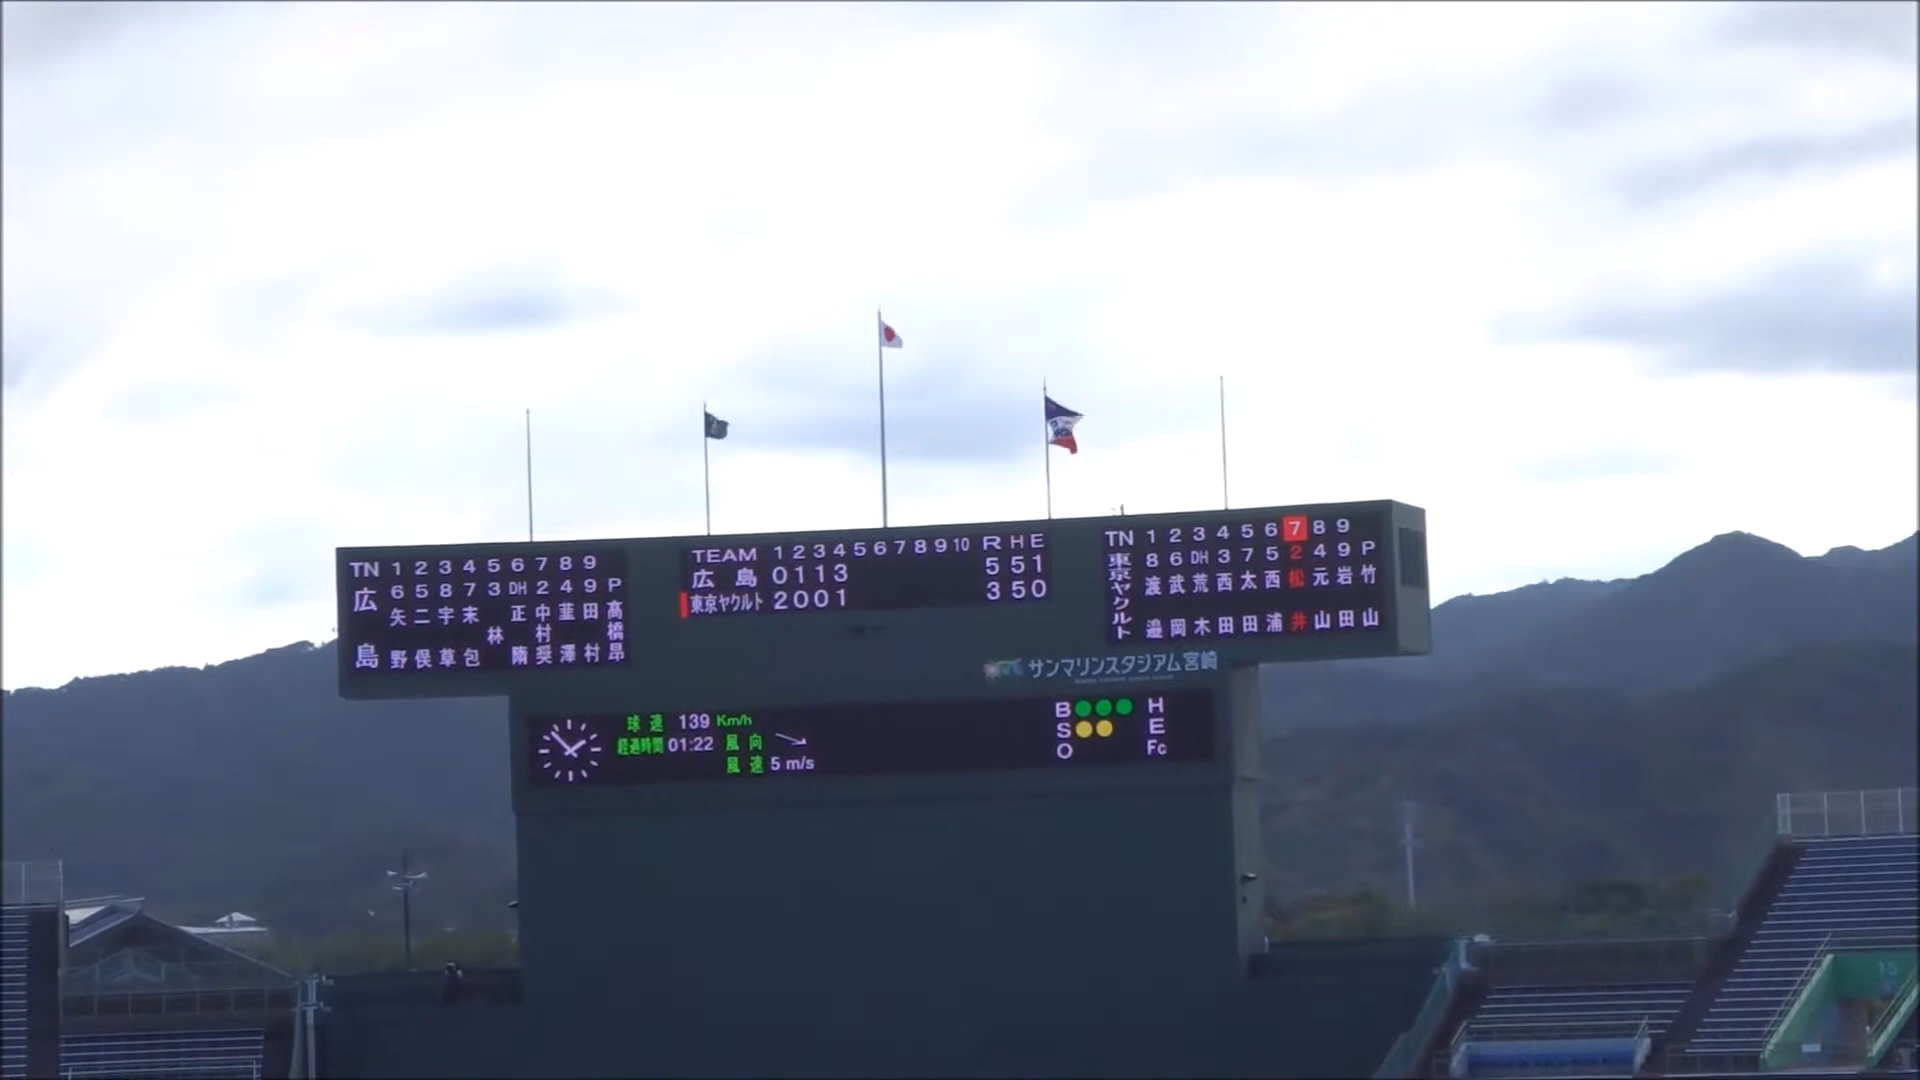 TN 1 2 3 4 5 6 7 8 9
6 5 8 7 3 DH 2 4 9 P
広島
矢野
二俣
宇草
末包
林
正隨
中村奨
韮澤
田村
高橋昂
TEAM 1 2 3 4 5 6 7 8 9 10 R H E
広島 0 1 1 3 5 5 1
東京ヤクルト 2 0 0 1 3 5 0
TN 1 2 3 4 5 6 7 8 9
8 6 DH 3 7 5 2 4 9 P
東京ヤクルト
渡邉
武岡
荒木
西田
太田
西浦
松井
元山
岩田
竹山
サンマリンスタジアム宮崎
球速 139 Km/h
経過時間 01:22 風向
風速 5 m/s
B H
S E
O Fc
15